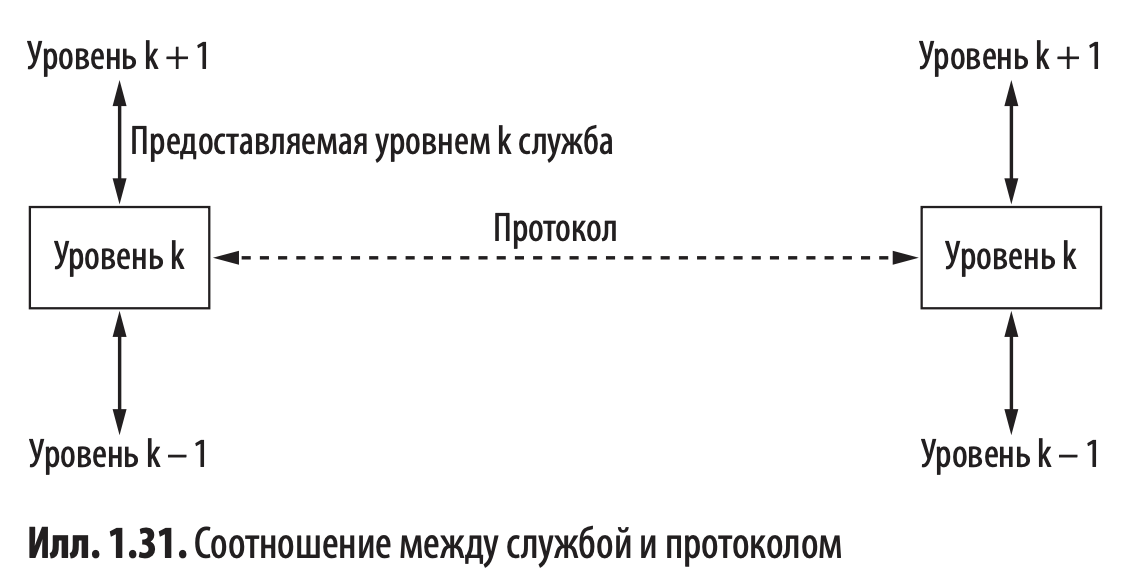 Уровень k + 1 Уровень k + 1
Предоставляемая уровнем k служба
Протокол
Уровень k Уровень k
Уровень k – 1 Уровень k – 1
Илл. 1.31. Соотношение между службой и протоколом